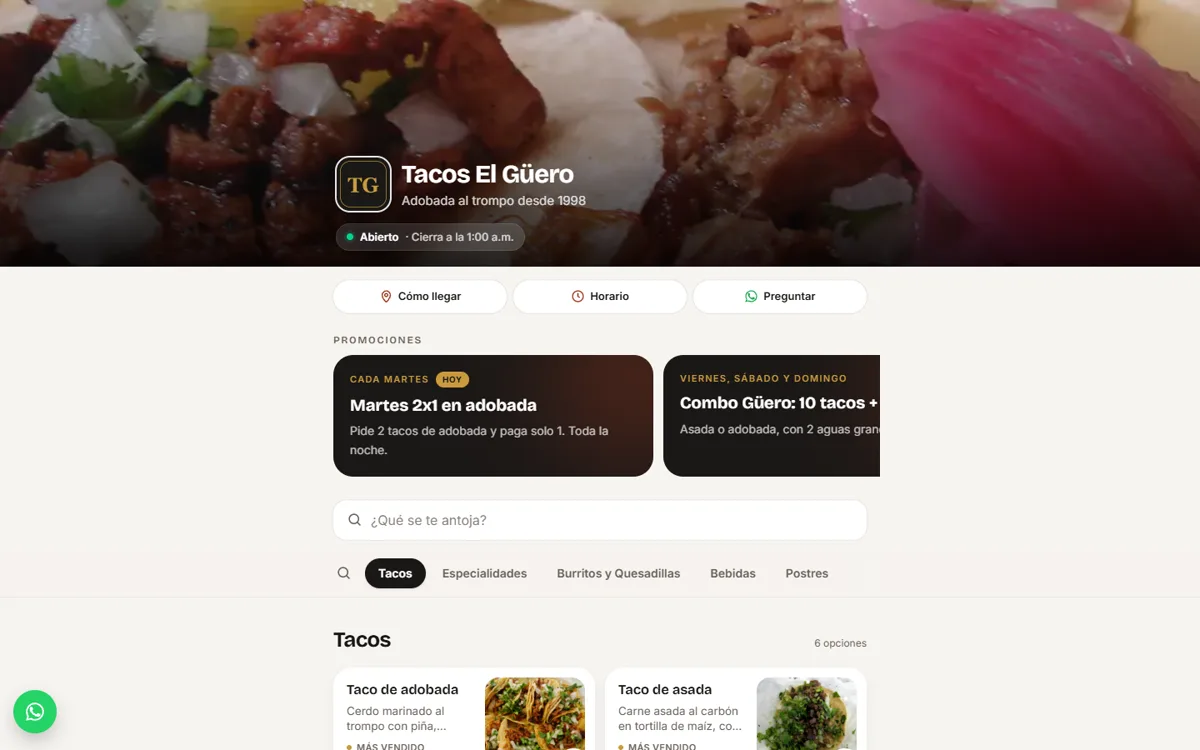 TG
Tacos El Güero
Adobada al trompo desde 1998
Abierto · Cierra a la 1:00 a.m.
Cómo llegar
Horario
Preguntar
PROMOCIONES
CADA MARTES HOY
Martes 2x1 en adobada
Pide 2 tacos de adobada y paga solo 1. Toda la
noche.
VIERNES, SÁBADO Y DOMINGO
Combo Güero: 10 tacos +
Asada o adobada, con 2 aguas gran
¿Qué se te antoja?
Tacos
Especialidades
Burritos y Quesadillas
Bebidas
Postres
Tacos
6 opciones
Taco de adobada
Cerdo marinado al
trompo con piña,...
MÁS VENDIDO
Taco de asada
Carne asada al carbón
en tortilla de maíz, co...
MÁS VENDIDO